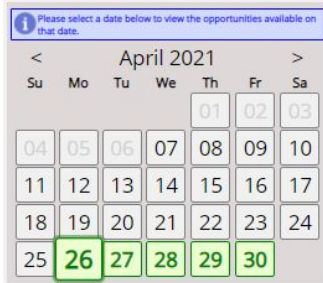 Please select a date below to view the opportunities available on
that date.
< April 2021 >
Su Mo Tu We Th Fr Sa
01 02 03
04 05 06 07 08 09 10
11 12 13 14 15 16 17
18 19 20 21 22 23 24
25 26 27 28 29 30